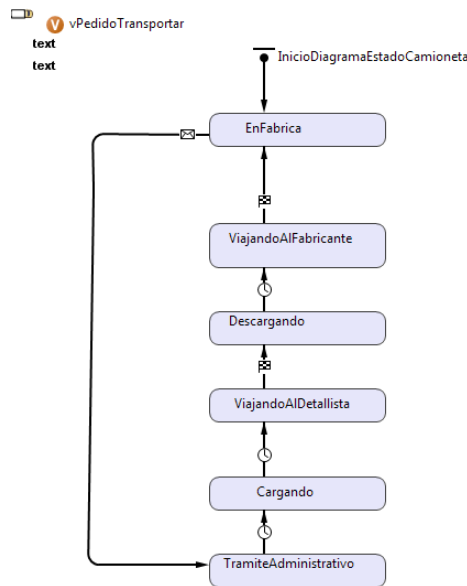 V vPedidoTransportar
text
text
InicioDiagramaEstadoCamioneta
EnFabrica
ViajandoAlFabricante
Descargando
ViajandoAlDetallista
Cargando
TramiteAdministrativo